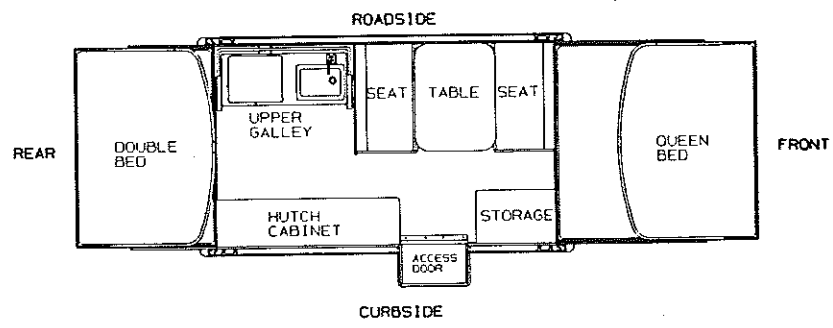 ROADSIDE
SEAT
TABLE
SEAT
UPPER
GALLEY
REAR
DOUBLE
BED
QUEEN
BED
FRONT
HUTCH
CABINET
STORAGE
ACCESS
DOOR
CURBSIDE